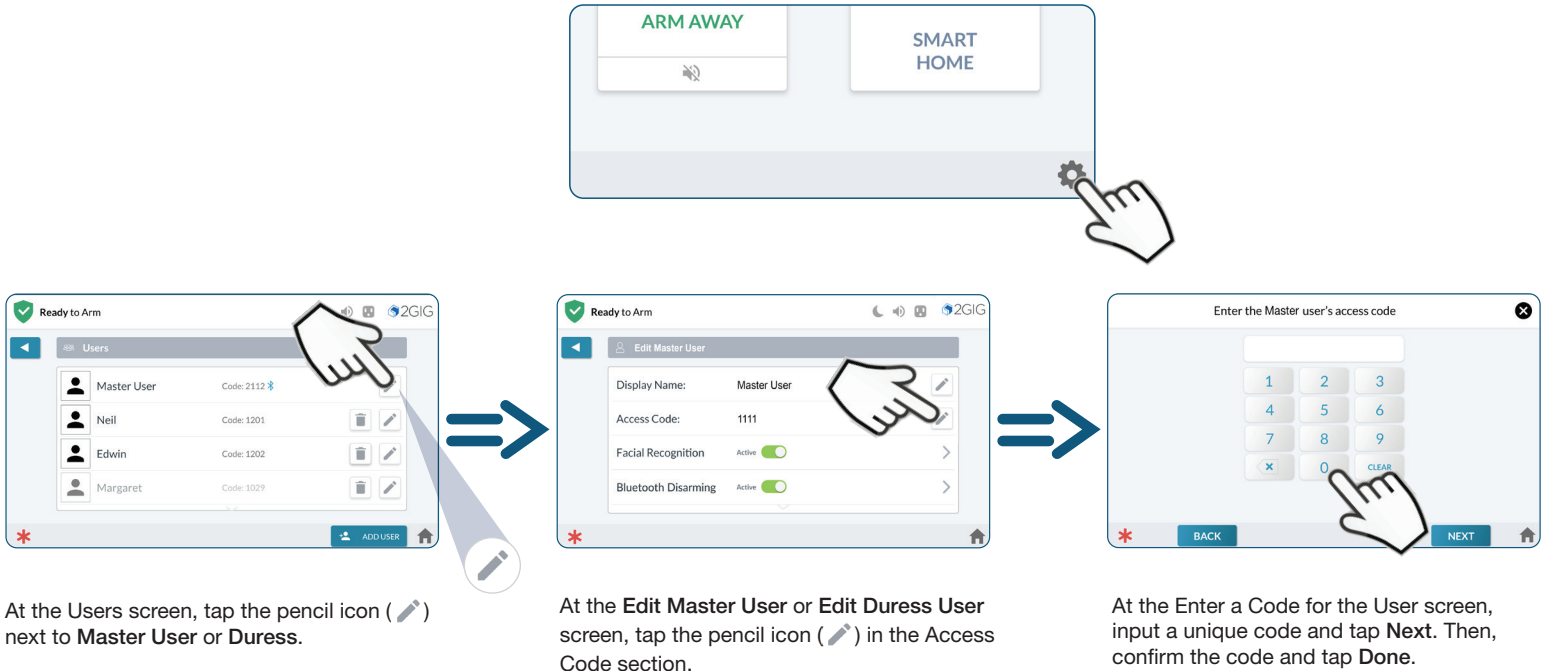 ARM AWAY
SMART
HOME
Ready to Arm
2GIG
Users
Master User
Code: 2112
Neil
Code: 1201
Edwin
Code: 1202
Margaret
Code: 1029
ADD USER
At the Users screen, tap the pencil icon ( )
next to Master User or Duress.
Ready to Arm
2GIG
Edit Master User
Display Name:
Master User
Access Code:
1111
Facial Recognition
Active
Bluetooth Disarming
Active
At the Edit Master User or Edit Duress User
screen, tap the pencil icon ( ) in the Access
Code section.
Enter the Master user's access code
1 2 3
4 5 6
7 8 9
0 CLEAR
BACK
NEXT
At the Enter a Code for the User screen,
input a unique code and tap Next. Then,
confirm the code and tap Done.